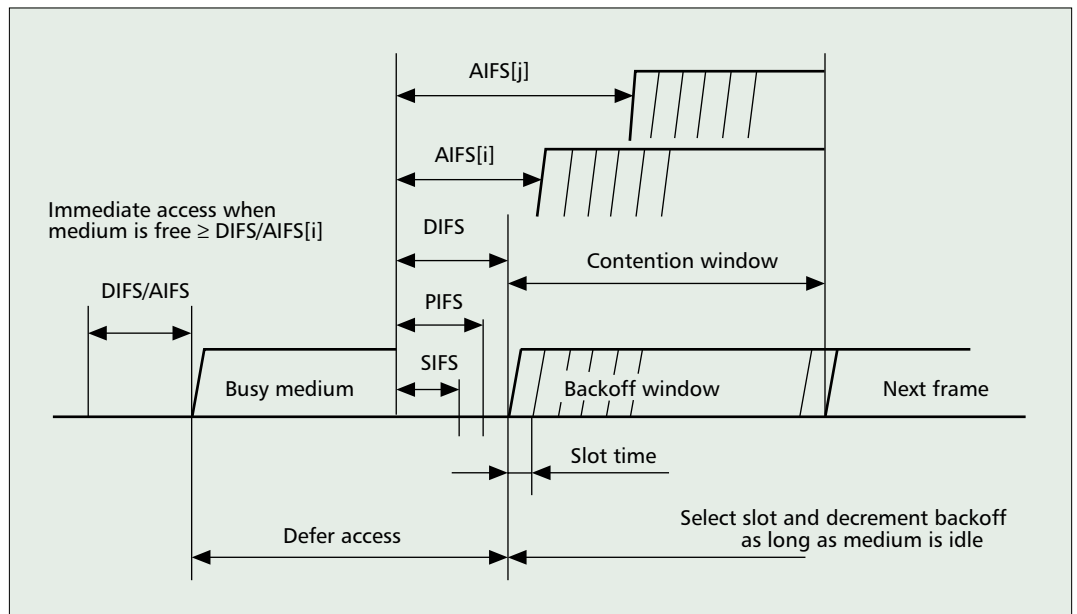 AIFS[j]
AIFS[i]
Immediate access when
medium is free ≥ DIFS/AIFS[i]
DIFS
Contention window
DIFS/AIFS
PIFS
SIFS
Busy medium
Backoff window
Next frame
Slot time
Defer access
Select slot and decrement backoff
as long as medium is idle